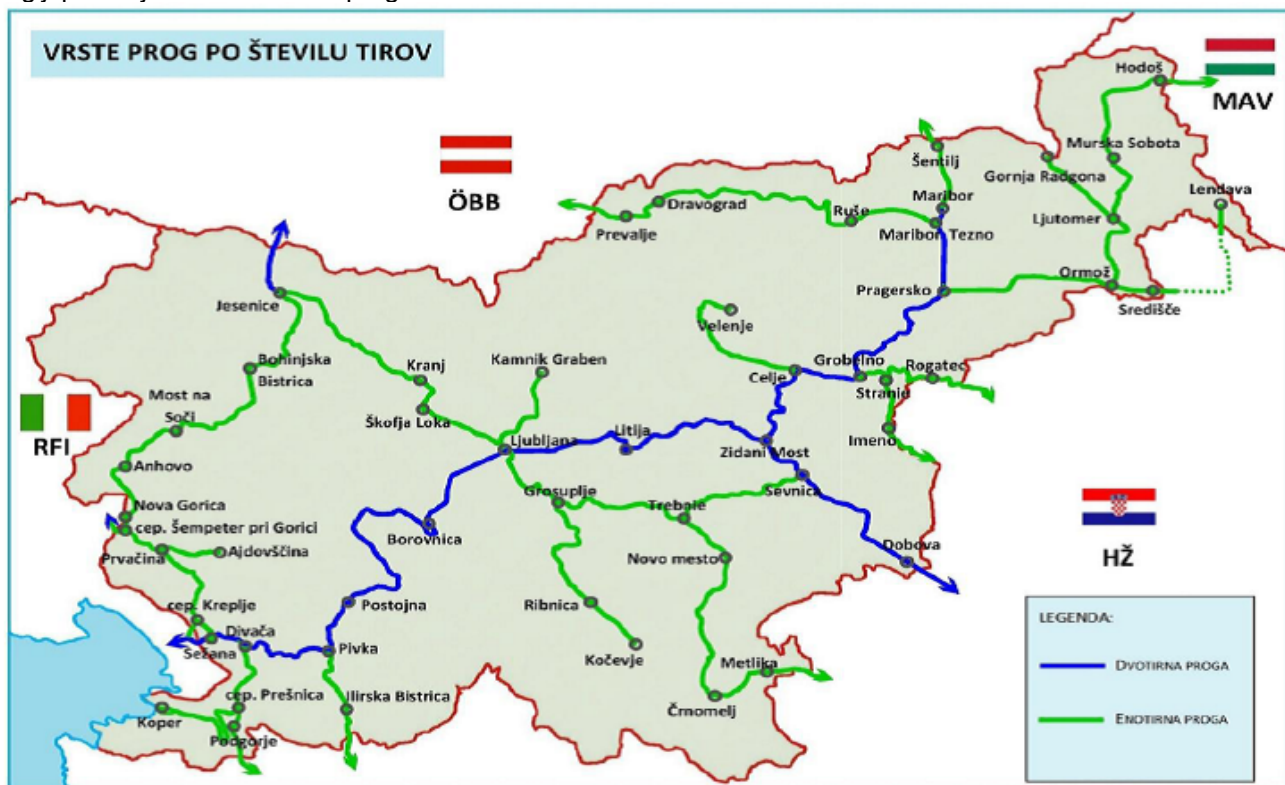 VRSTE PROG PO ŠTEVILU TIROV
Hodoš
MAV
Murska Sobota
Šentilj
Gornja Radgona
Lendava
ÖBB
Dravograd
Ruše
Maribor
Prevalje
Maribor Tezno
Ljutomer
Ormož
Pragersko
Središče
Jesenice
Velenje
Bohinjska
Bistrica
Kranj
Kamnik Graben
Grobelno
Rogatec
Celje
Stranje
Most na
Soči
Škofja Loka
Imeno
RFI
Ljubljana
Litija
Zidani Most
Anhovo
Sevnica
Grosuplje
Trebnje
Nova Gorica
cep. Šempeter pri Gorici
Borovnica
Prvačina
Ajdovščina
Novo mesto
Dobova
HŽ
cep. Kreplje
Postojna
Ribnica
Divača
Sežana
Pivka
Kočevje
Metlika
cep. Prešnica
Ilirska Bistrica
Koper
Črnomelj
Podgorje
LEGENDA:
DVOTIRNA PROGA
ENOTIRNA PROGA